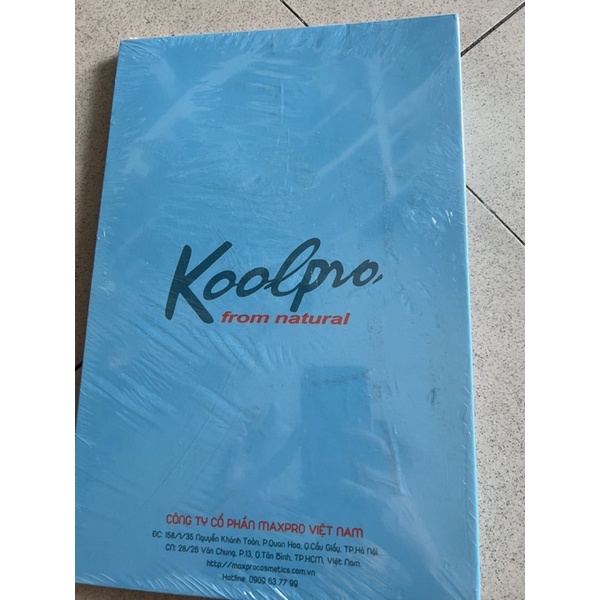 Koolpro
from natural
CÔNG TY CỔ PHẦN MAXPRO VIỆT NAM
ĐC: 158/1/35 Nguyễn Khánh Toàn, P.Quan Hoa, Q.Cầu Giấy, TP.Hà Nội
CN: 28/26 Văn Chung, P.13, Q.Tân Bình, TP.HCM, Việt Nam.
http://maxprocosmetics.com.vn
Hotline: 0909 63 77 99